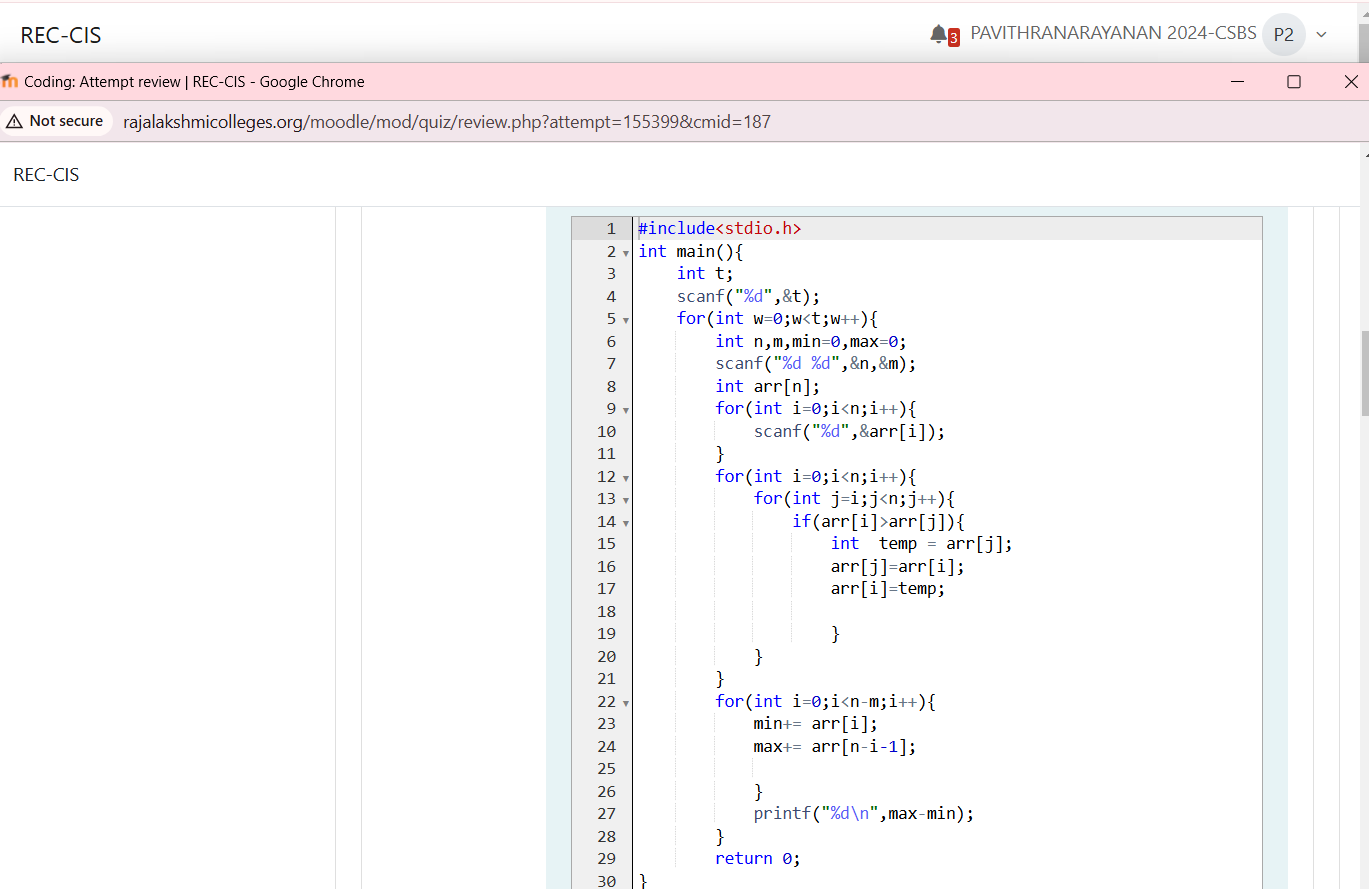 REC-CIS
3 PAVITHRANARAYANAN 2024-CSBS P2
Coding: Attempt review | REC-CIS - Google Chrome
Not secure rajalakshmicolleges.org/moodle/mod/quiz/review.php?attempt=155399&cmid=187
REC-CIS
1 #include<stdio.h>
2 int main(){
3     int t;
4     scanf("%d",&t);
5     for(int w=0;w<t;w++){
6         int n,m,min=0,max=0;
7         scanf("%d %d",&n,&m);
8         int arr[n];
9         for(int i=0;i<n;i++){
10             scanf("%d",&arr[i]);
11         }
12         for(int i=0;i<n;i++){
13             for(int j=i;j<n;j++){
14                 if(arr[i]>arr[j]){
15                     int  temp = arr[j];
16                     arr[j]=arr[i];
17                     arr[i]=temp;
18
19                     }
20             }
21         }
22         for(int i=0;i<n-m;i++){
23             min+= arr[i];
24             max+= arr[n-i-1];
25
26             }
27             printf("%d\n",max-min);
28         }
29         return 0;
30 }